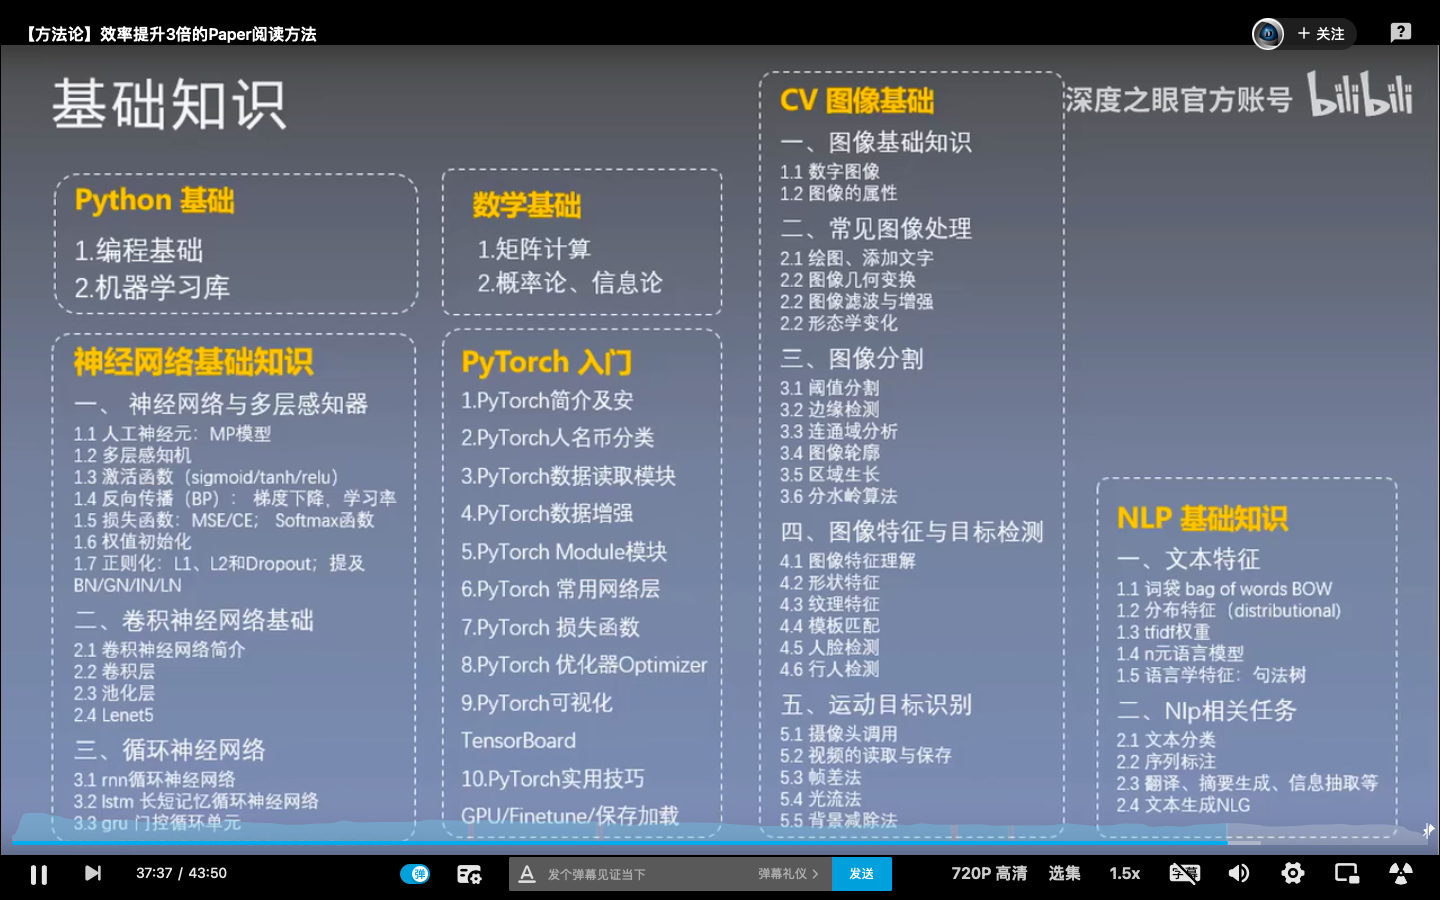 【方法论】效率提升3倍的Paper阅读方法
+ 关注
深度之眼官方账号 bilibili
基础知识
Python 基础
1.编程基础
2.机器学习库
数学基础
1.矩阵计算
2.概率论、信息论
神经网络基础知识
一、 神经网络与多层感知器
1.1 人工神经元：MP模型
1.2 多层感知机
1.3 激活函数（sigmoid/tanh/relu）
1.4 反向传播（BP）： 梯度下降，学习率
1.5 损失函数：MSE/CE； Softmax函数
1.6 权值初始化
1.7 正则化：L1、L2和Dropout；提及
BN/GN/IN/LN
二、卷积神经网络基础
2.1 卷积神经网络简介
2.2 卷积层
2.3 池化层
2.4 Lenet5
三、循环神经网络
3.1 rnn循环神经网络
3.2 lstm 长短记忆循环神经网络
3.3 gru 门控循环单元
PyTorch 入门
1.PyTorch简介及安
2.PyTorch人名币分类
3.PyTorch数据读取模块
4.PyTorch数据增强
5.PyTorch Module模块
6.PyTorch 常用网络层
7.PyTorch 损失函数
8.PyTorch 优化器Optimizer
9.PyTorch可视化
TensorBoard
10.PyTorch实用技巧
GPU/Finetune/保存加载
CV 图像基础
一、图像基础知识
1.1 数字图像
1.2 图像的属性
二、常见图像处理
2.1 绘图、添加文字
2.2 图像几何变换
2.2 图像滤波与增强
2.2 形态学变化
三、图像分割
3.1 阈值分割
3.2 边缘检测
3.3 连通域分析
3.4 图像轮廓
3.5 区域生长
3.6 分水岭算法
四、图像特征与目标检测
4.1 图像特征理解
4.2 形状特征
4.3 纹理特征
4.4 模板匹配
4.5 人脸检测
4.6 行人检测
五、运动目标识别
5.1 摄像头调用
5.2 视频的读取与保存
5.3 帧差法
5.4 光流法
5.5 背景减除法
NLP 基础知识
一、文本特征
1.1 词袋 bag of words BOW
1.2 分布特征（distributional)
1.3 tfidf权重
1.4 n元语言模型
1.5 语言学特征：句法树
二、Nlp相关任务
2.1 文本分类
2.2 序列标注
2.3 翻译、摘要生成、信息抽取等
2.4 文本生成NLG
37:37 / 43:50
弹
A 发个弹幕见证当下
弹幕礼仪 >
发送
720P 高清
选集
1.5x
字幕